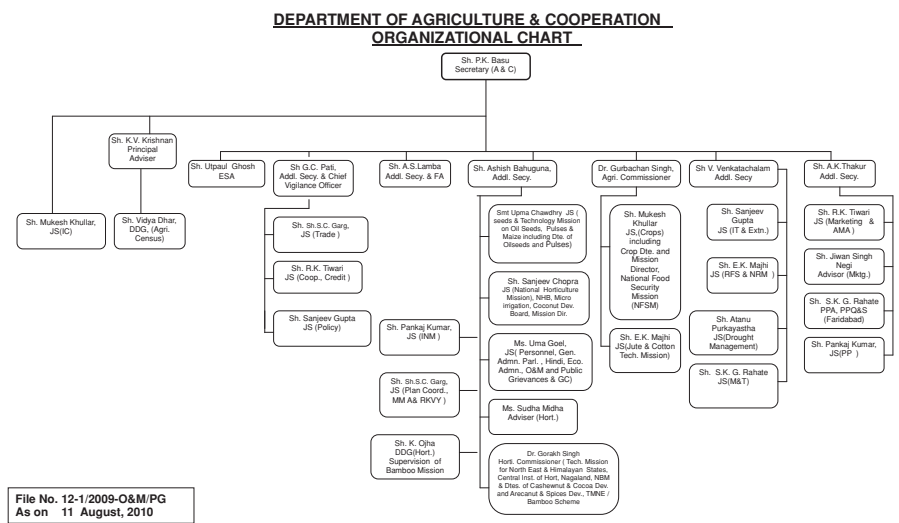 DEPARTMENT OF AGRICULTURE & COOPERATION
ORGANIZATIONAL CHART
Sh. P.K. Basu
Secretary (A & C)
Sh. K.V. Krishnan
Principal
Adviser
Sh. Utpaul Ghosh
ESA
Sh G.C. Pati,
Addl. Secy. & Chief
Vigilance Officer
Sh. A.S.Lamba
Addl. Secy. & FA
Sh. Ashish Bahuguna,
Addl. Secy.
Dr. Gurbachan Singh,
Agri. Commissioner
Sh V. Venkatachalam
Addl. Secy
Sh. A.K.Thakur
Addl. Secy.
Sh. Mukesh Khullar,
JS(IC)
Sh. Vidya Dhar,
DDG, (Agri.
Census)
Sh. Sh.S.C. Garg,
JS (Trade )
Sh. R.K. Tiwari
JS (Coop., Credit )
Sh. Sanjeev Gupta
JS (Policy)
Sh. Pankaj Kumar,
JS (INM )
Sh. Sh.S.C. Garg,
JS (Plan Coord.,
MM A& RKVY )
Sh. K. Ojha
DDG(Hort.)
Supervision of
Bamboo Mission
Smt Upma Chawdhry JS (
seeds & Technology Mission
on Oil Seeds, Pulses &
Maize including Dte. of
Oilseeds and Pulses)
Sh. Sanjeev Chopra
JS (National Horticulture
Mission), NHB, Micro
irrigation, Coconut Dev.
Board, Mission Dir.
Ms. Uma Goel,
JS( Personnel, Gen.
Admn. Parl. , Hindi, Eco.
Admn., O&M and Public
Grievances & GC)
Ms. Sudha Midha
Adviser (Hort.)
Dr. Gorakh Singh
Horti. Commissioner ( Tech. Mission
for North East & Himalayan States,
Central Inst. of Hort, Nagaland, NBM
& Dtes. of Cashewnut & Cocoa Dev.
and Arecanut & Spices Dev., TMNE /
Bamboo Scheme
Sh. Mukesh
Khullar
JS,(Crops)
including
Crop Dte. and
Mission
Director,
National Food
Security
Mission
(NFSM)
Sh. E.K. Majhi
JS(Jute & Cotton
Tech. Mission)
Sh. Sanjeev
Gupta
JS (IT & Extn.)
Sh. E.K. Majhi
JS (RFS & NRM )
Sh. Atanu
Purkayastha
JS(Drought
Management)
Sh. S.K. G. Rahate
JS(M&T)
Sh. R.K. Tiwari
JS (Marketing &
AMA )
Sh. Jiwan Singh
Negi
Advisor (Mktg.)
Sh. S.K. G. Rahate
PPA, PPQ&S
(Faridabad)
Sh. Pankaj Kumar,
JS(PP )
File No. 12-1/2009-O&M/PG
As on 11 August, 2010